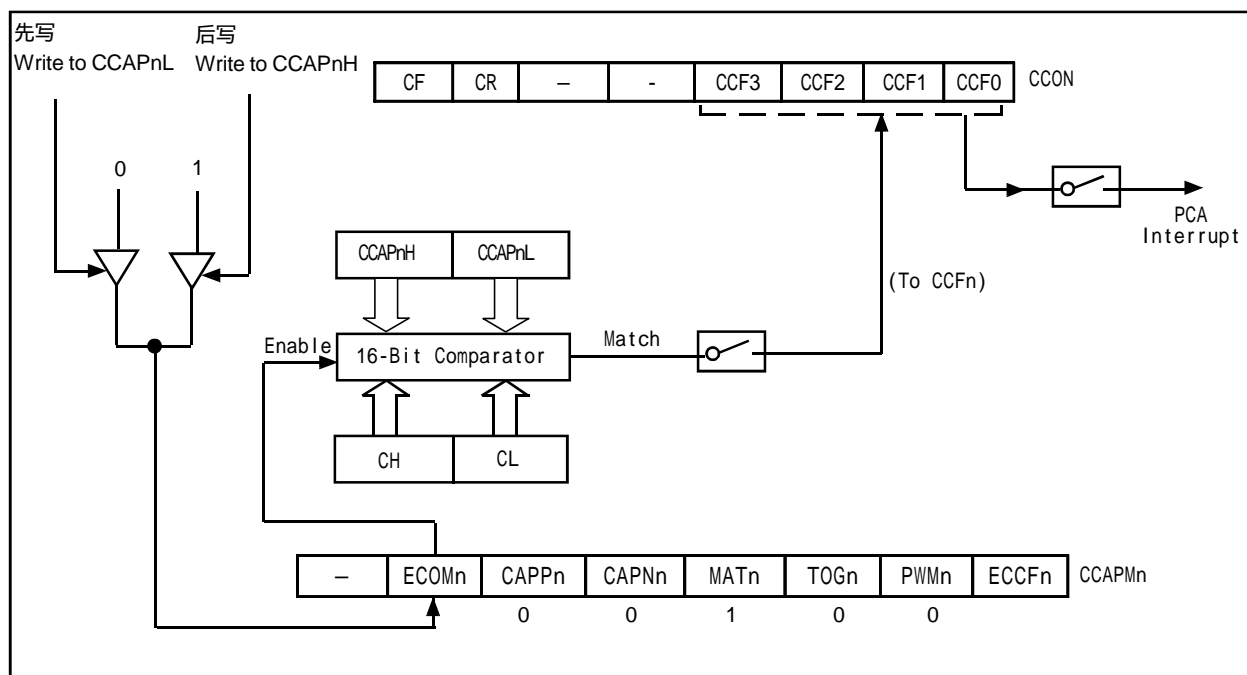 先写
后写
Write to CCAPnL
Write to CCAPnH
CF CR – - CCF3 CCF2 CCF1 CCF0 CCON
0 1
PCA
Interrupt
CCAPnH CCAPnL
(To CCFn)
Enable
16-Bit Comparator
Match
CH CL
– ECOMn CAPPn CAPNn MATn TOGn PWMn ECCFn CCAPMn
0 0 1 0 0